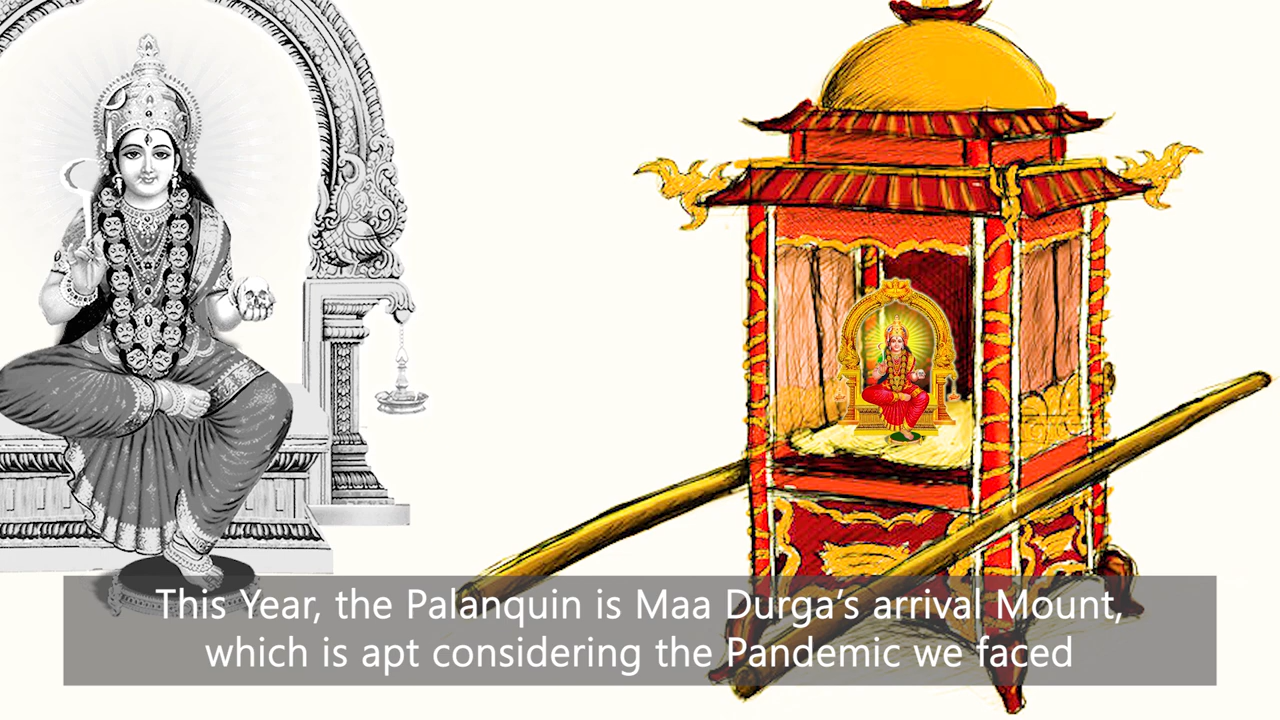 This Year, the Palanquin is Maa Durga’s arrival Mount,
which is apt considering the Pandemic we faced